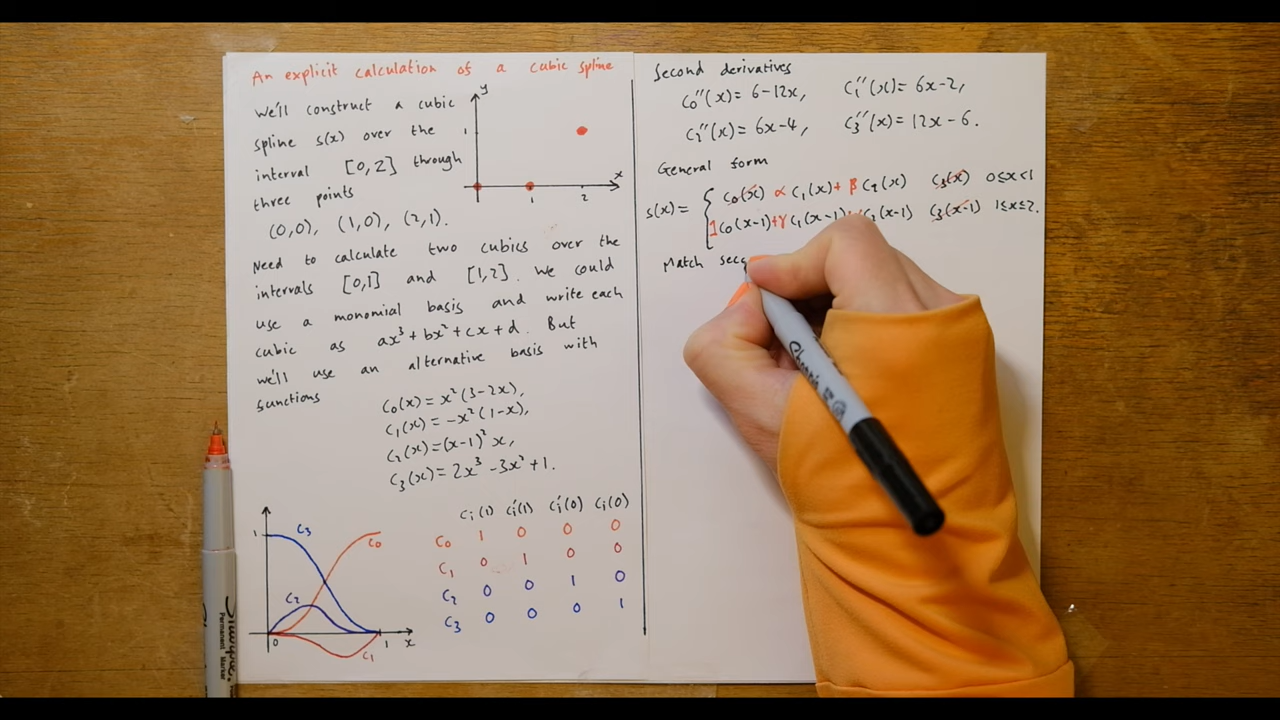 An explicit calculation of a cubic spline
We'll construct a cubic
spline s(x) over the
interval [0,2] through
three points
(0,0), (1,0), (2,1).
y
1
x
1
2
Need to calculate two cubics over the
intervals [0,1] and [1,2]. We could
use a monomial basis and write each
cubic as ax³+bx²+cx+d. But
we'll use an alternative basis with
functions
C₀(x) = x²(3-2x),
C₁(x) = -x²(1-x),
C₂(x) = (x-1)²x,
C₃(x) = 2x³-3x²+1.
1
C₃
C₀
C₂
C₁
0
1
x
Cᵢ(1) Cᵢ'(1) Cᵢ'(0) Cᵢ(0)
C₀ 1 0 0 0
C₁ 0 1 0 0
C₂ 0 0 1 0
C₃ 0 0 0 1
Second derivatives
C₀''(x) = 6-12x, C₁''(x) = 6x-2,
C₂''(x) = 6x-4, C₃''(x) = 12x-6.
General form
s(x) = { C₀(x) α C₁(x) + β C₂(x) C₃(x) 0≤x<1
1 C₀(x-1) + γ C₁(x-1) C₂(x-1) C₃(x-1) 1≤x≤2.
Match
Sharpie
Permanent Marker
Sharpie